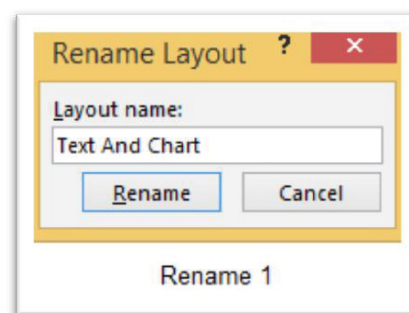 Rename Layout ? ×
Layout name:
Text And Chart
Rename Cancel
Rename 1